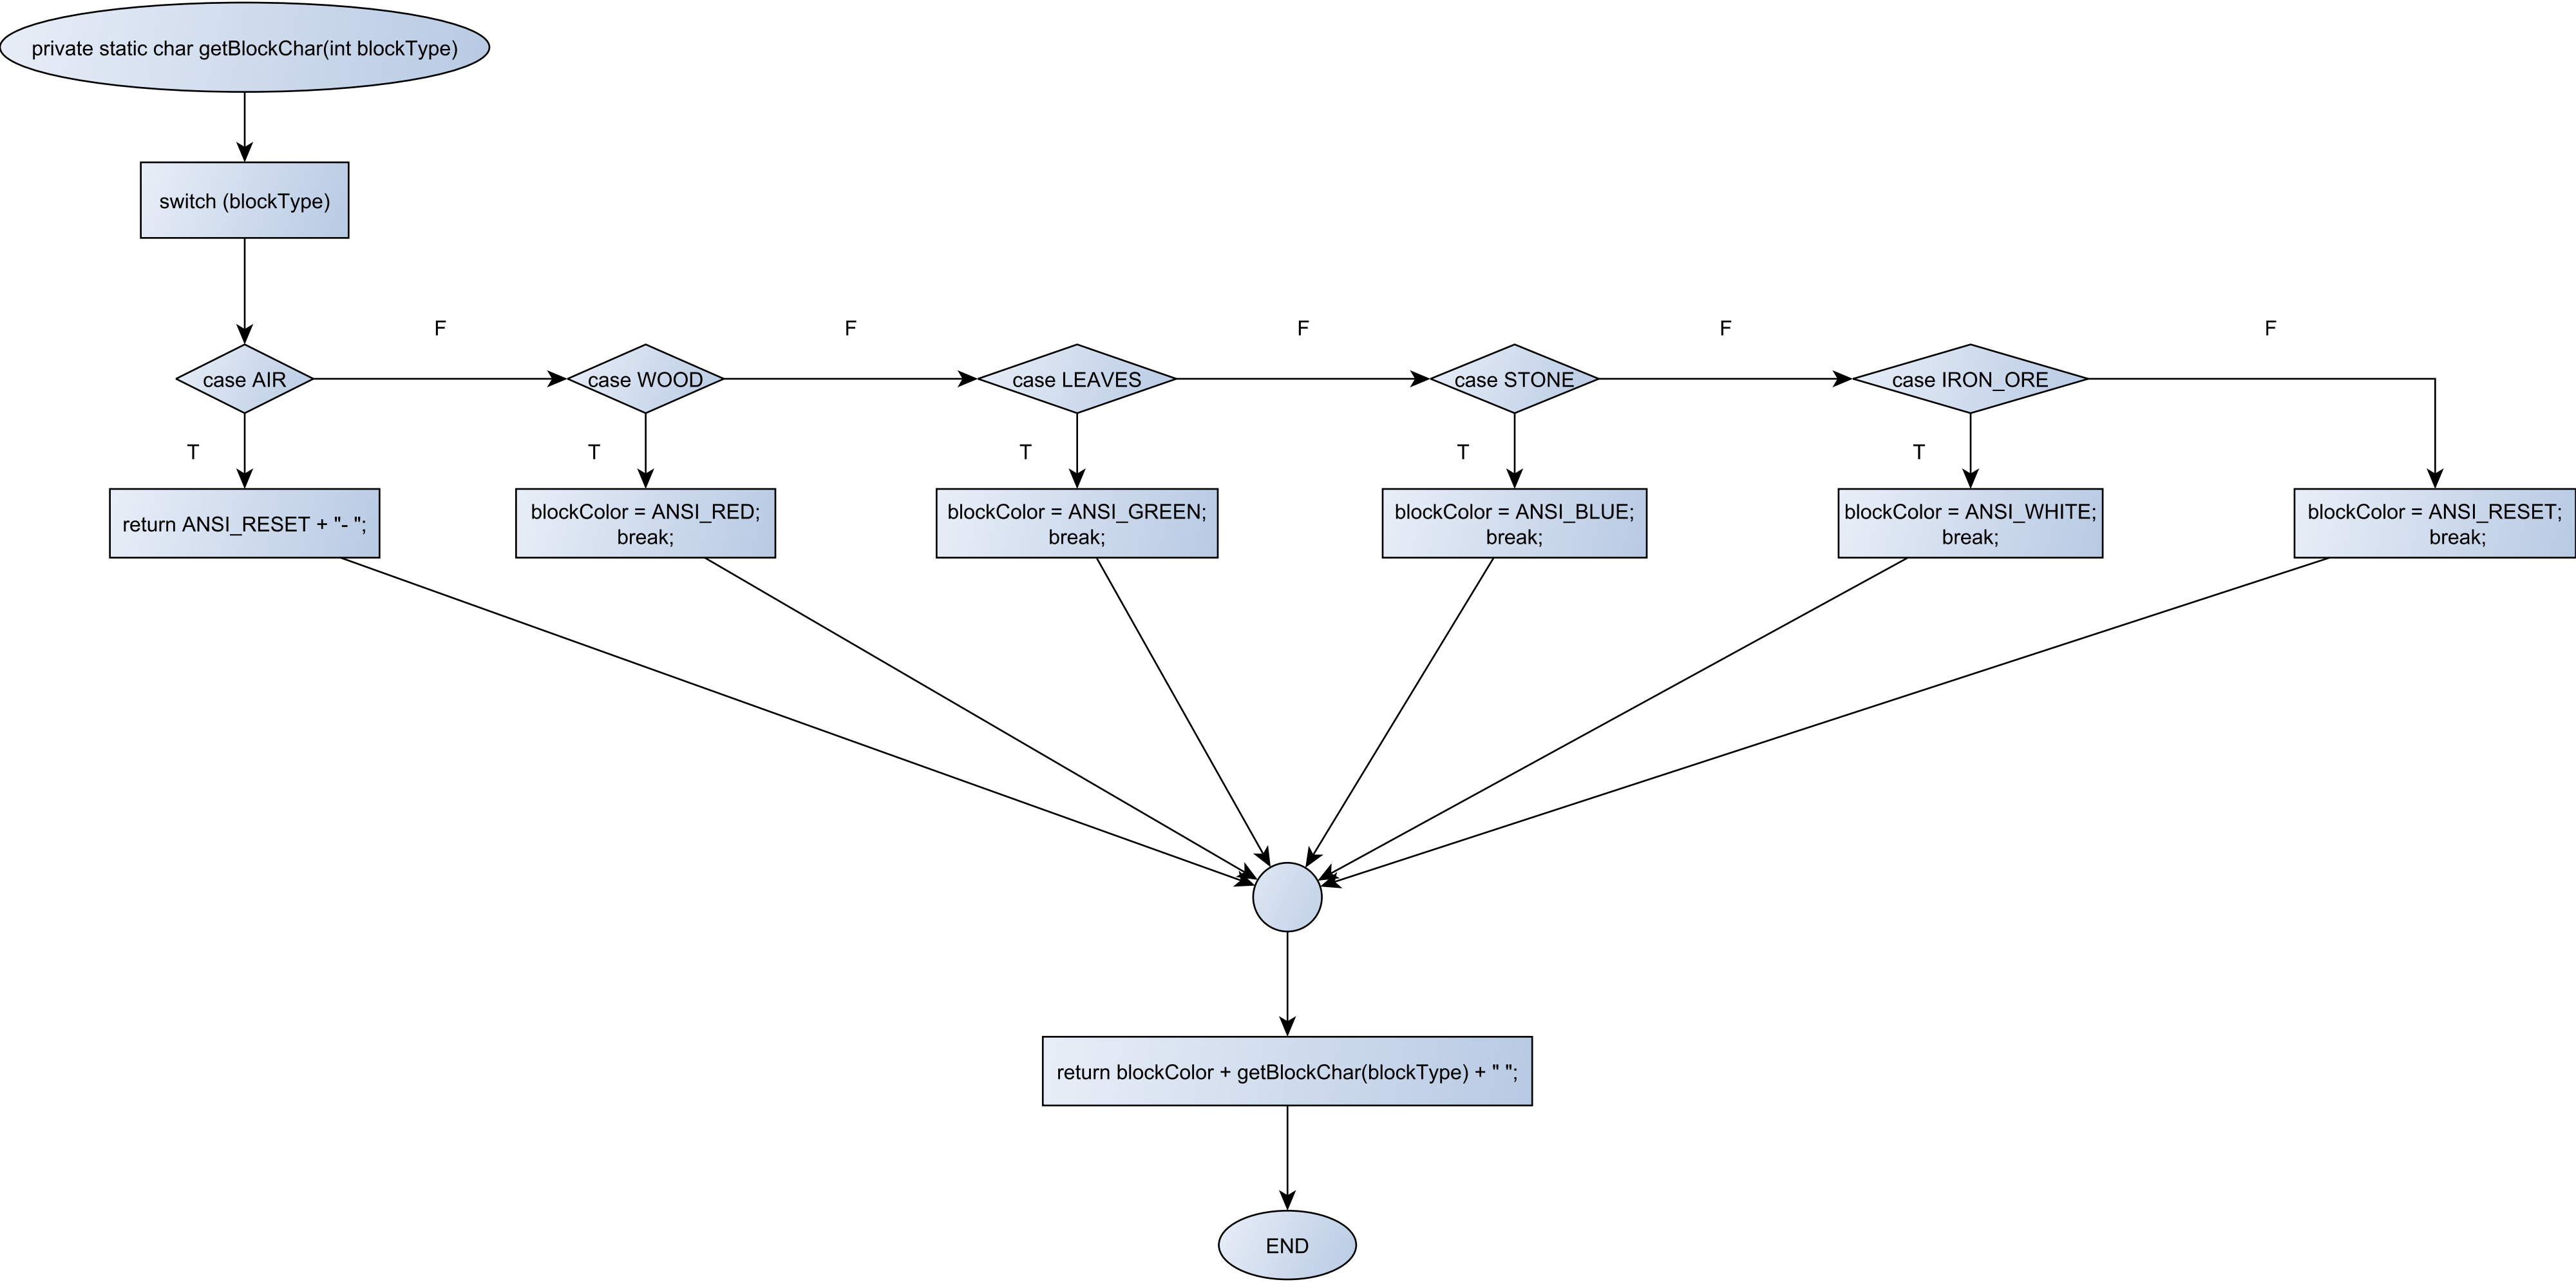 private static char getBlockChar(int blockType)
switch (blockType)
F
F
F
F
F
case AIR
case WOOD
case LEAVES
case STONE
case IRON_ORE
T
T
T
T
T
return ANSI_RESET + "- ";
blockColor = ANSI_RED;
break;
blockColor = ANSI_GREEN;
break;
blockColor = ANSI_BLUE;
break;
blockColor = ANSI_WHITE;
break;
blockColor = ANSI_RESET;
break;
return blockColor + getBlockChar(blockType) + " ";
END